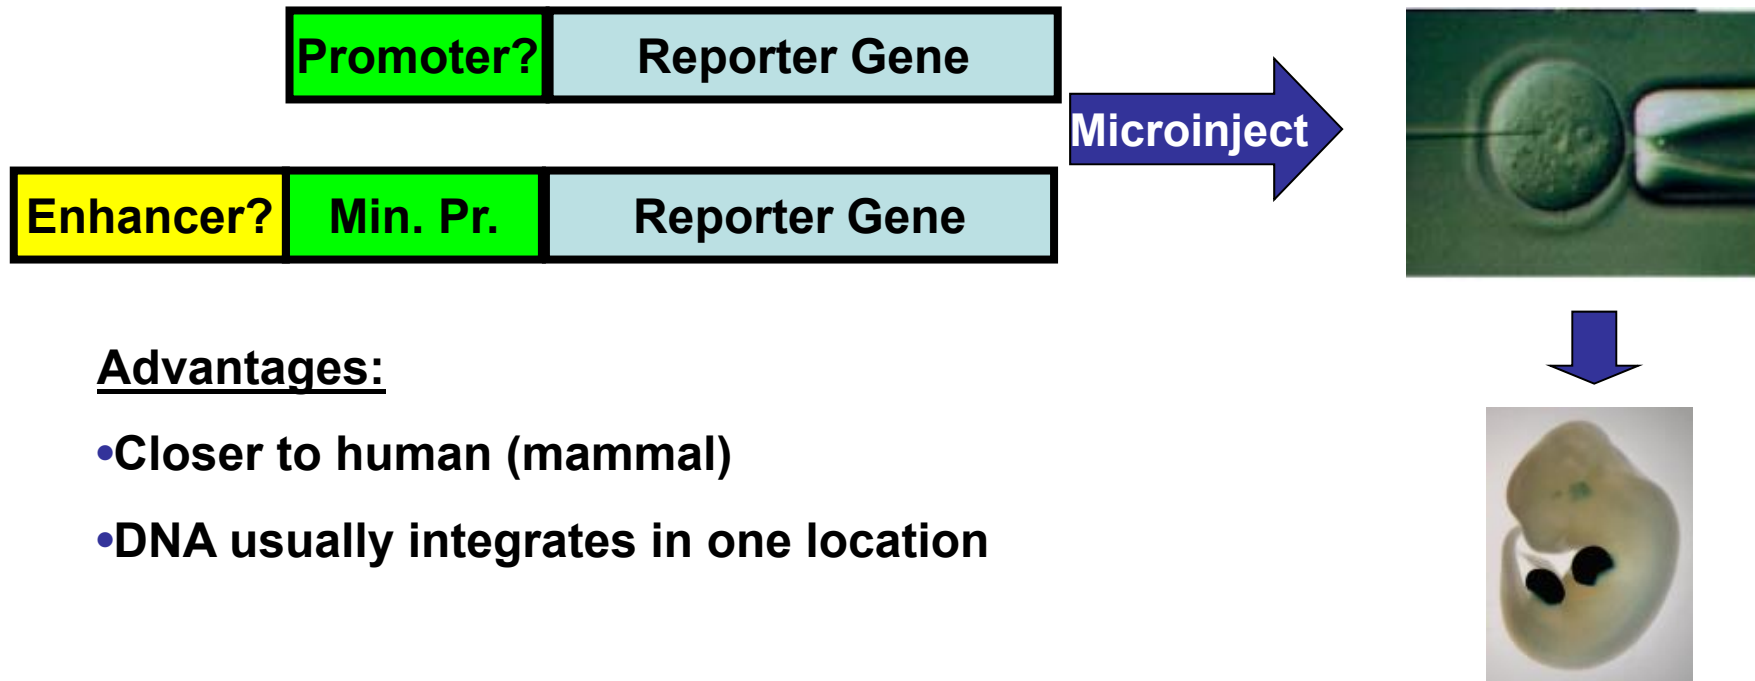 Promoter? Reporter Gene
Microinject
Enhancer? Min. Pr. Reporter Gene
Advantages:
•Closer to human (mammal)
•DNA usually integrates in one location